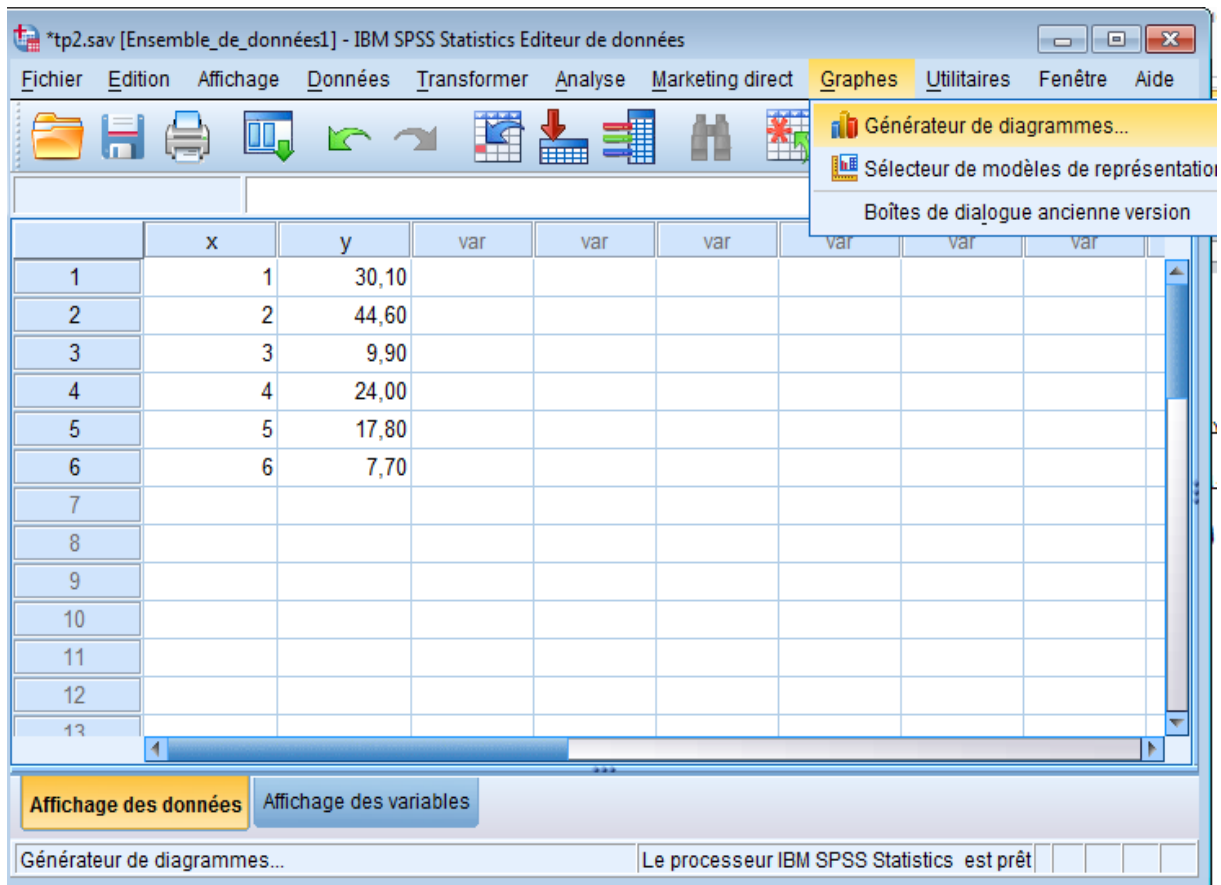 *tp2.sav [Ensemble_de_données1] - IBM SPSS Statistics Editeur de données
Fichier Edition Affichage Données Transformer Analyse Marketing direct Graphes Utilitaires Fenêtre Aide
Générateur de diagrammes...
Sélecteur de modèles de représentation
Boîtes de dialogue ancienne version
x y var var var var var var
1 1 30,10
2 2 44,60
3 3 9,90
4 4 24,00
5 5 17,80
6 6 7,70
7
8
9
10
11
12
13
Affichage des données Affichage des variables
Générateur de diagrammes... Le processeur IBM SPSS Statistics est prêt